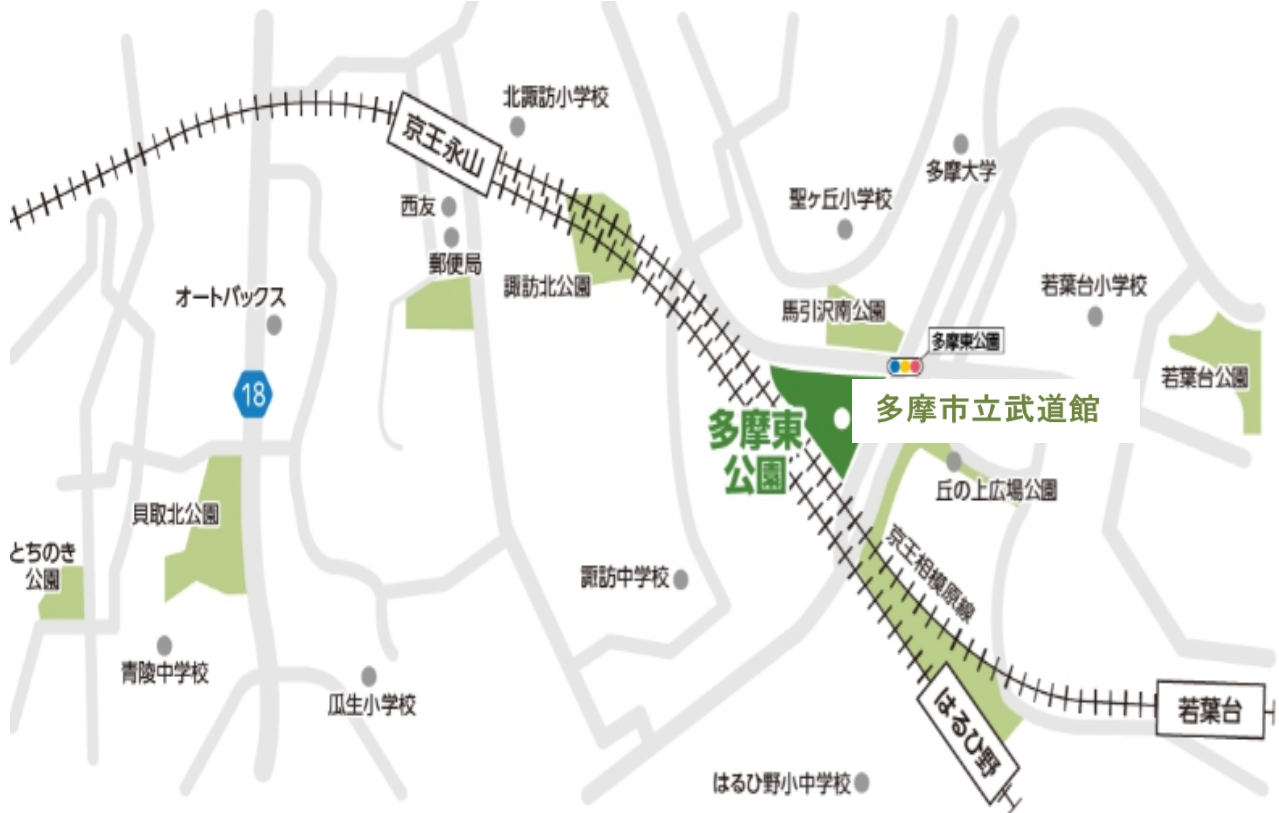 北諏訪小学校
京王永山
多摩大学
西友
聖ヶ丘小学校
郵便局
諏訪北公園
オートバックス
馬引沢南公園
若葉台小学校
多摩東公園
18
若葉台公園
多摩市立武道館
多摩東
公園
丘の上広場公園
貝取北公園
とちのき
公園
諏訪中学校
京王相模原線
青陵中学校
瓜生小学校
はるひ野
若葉台
はるひ野小中学校